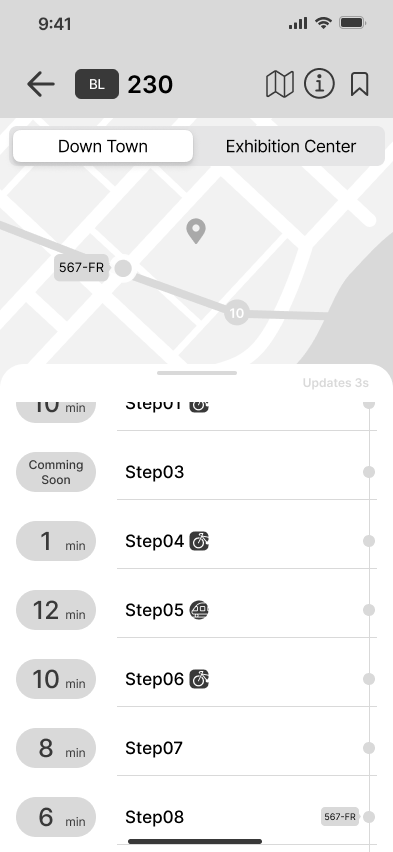 9:41
BL 230
Down Town Exhibition Center
567-FR
10
Updates 3s
10 min Step01
Comming
Soon
Step03
1 min Step04
12 min Step05
10 min Step06
8 min Step07
6 min Step08 567-FR